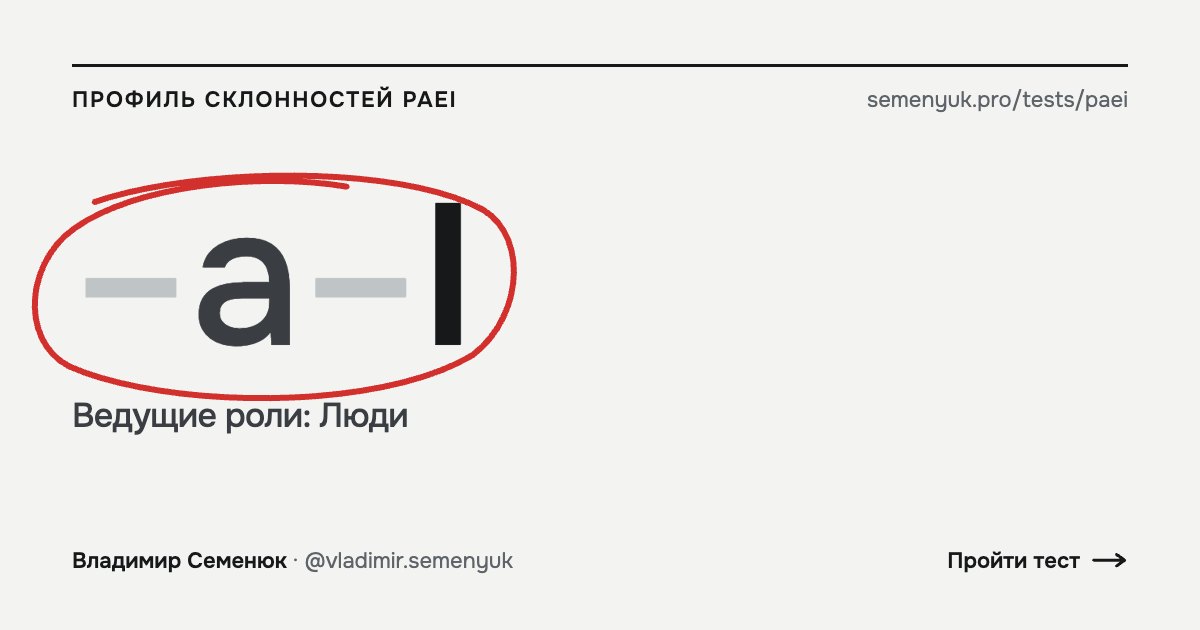 ПРОФИЛЬ СКЛОННОСТЕЙ PAEI
semenyuk.pro/tests/paei
–a–I
Ведущие роли: Люди
Владимир Семенюк · @vladimir.semenyuk
Пройти тест →